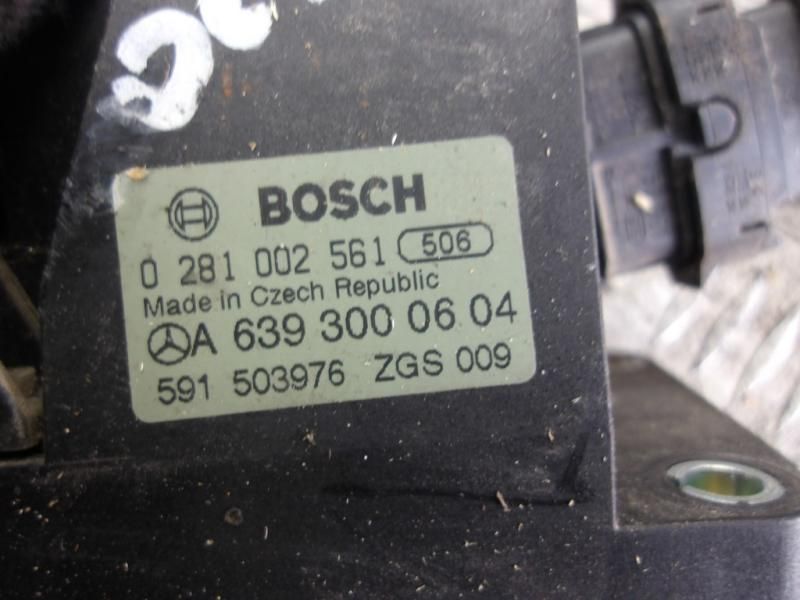 BOSCH
0 281 002 561 506
Made in Czech Republic
A 639 300 06 04
591 503976 ZGS 009